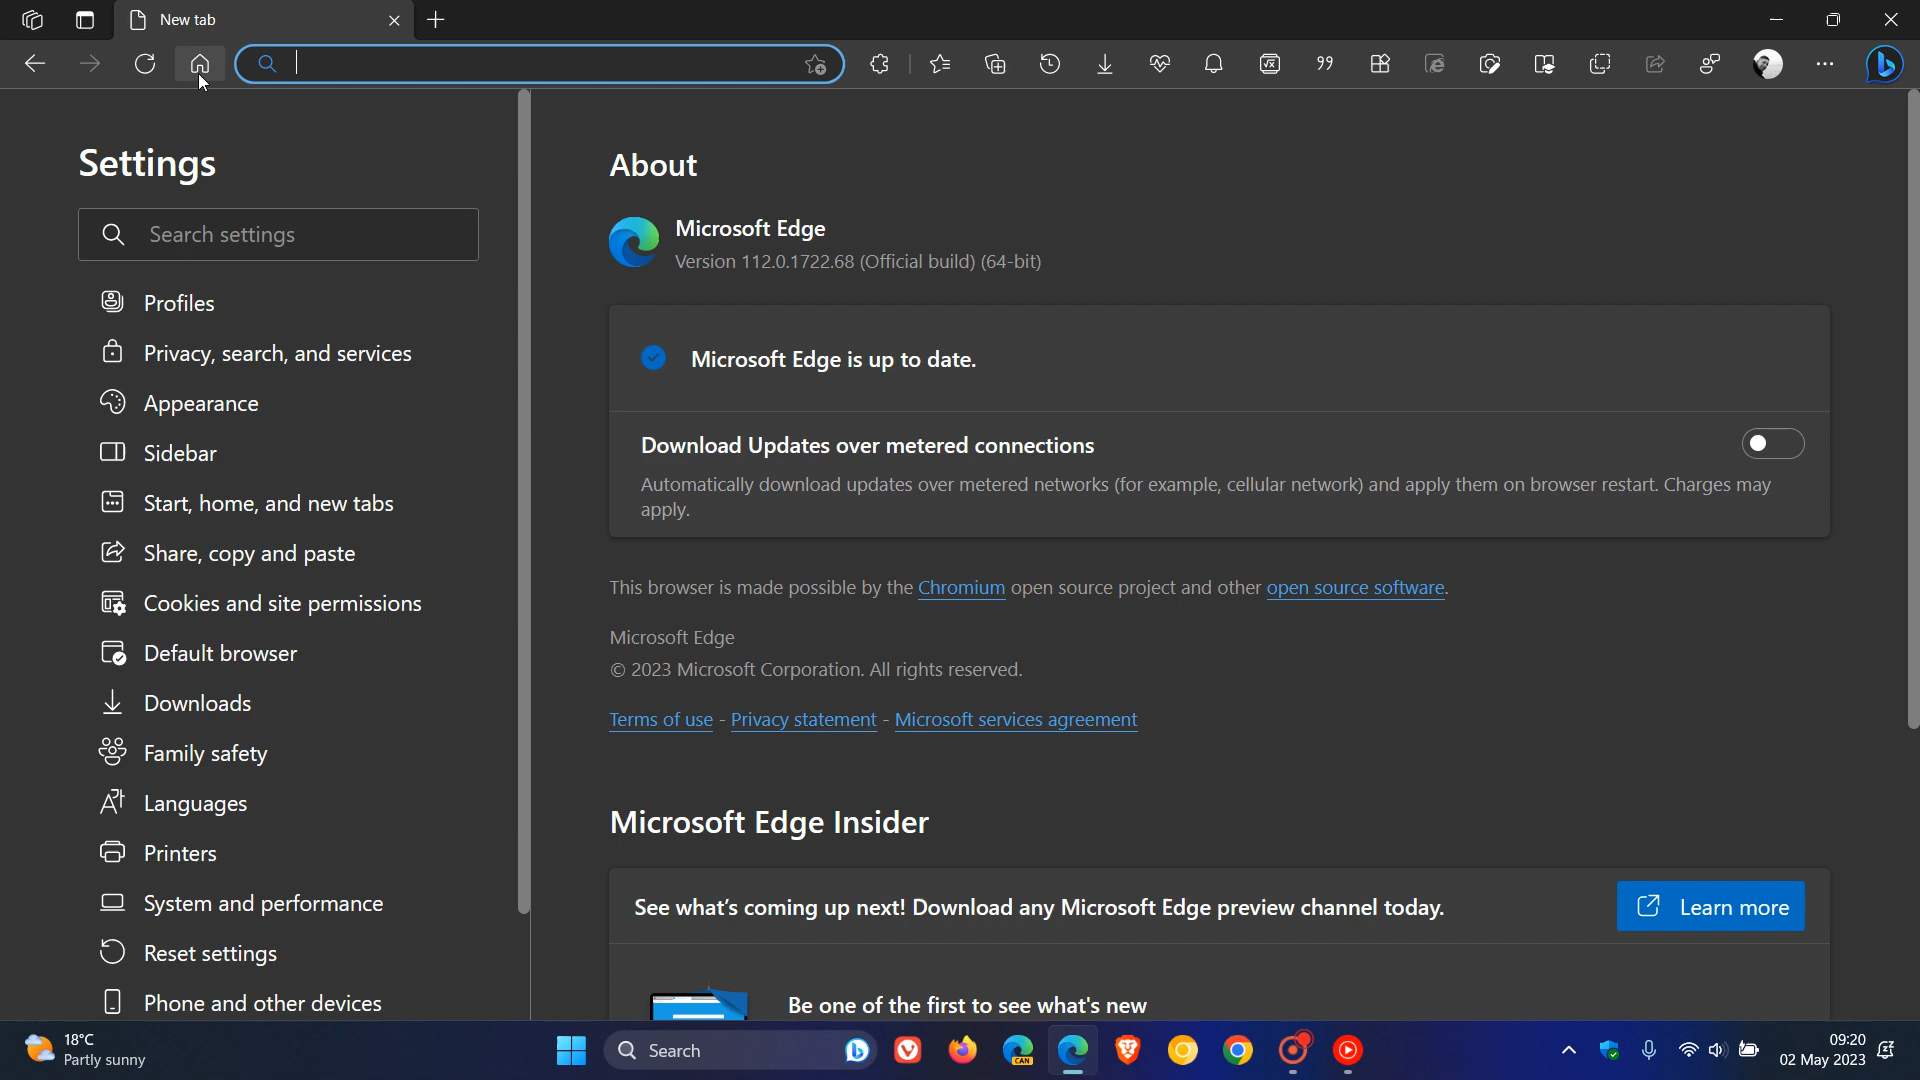 New tab
Settings
Search settings
Profiles
Privacy, search, and services
Appearance
Sidebar
Start, home, and new tabs
Share, copy and paste
Cookies and site permissions
Default browser
Downloads
Family safety
Languages
Printers
System and performance
Reset settings
Phone and other devices
About
Microsoft Edge
Version 112.0.1722.68 (Official build) (64-bit)
Microsoft Edge is up to date.
Download Updates over metered connections
Automatically download updates over metered networks (for example, cellular network) and apply them on browser restart. Charges may
apply.
This browser is made possible by the Chromium open source project and other open source software.
Microsoft Edge
© 2023 Microsoft Corporation. All rights reserved.
Terms of use - Privacy statement - Microsoft services agreement
Microsoft Edge Insider
See what's coming up next! Download any Microsoft Edge preview channel today.
Learn more
Be one of the first to see what's new
18°C
Partly sunny
Search
CAN
09:20
02 May 2023